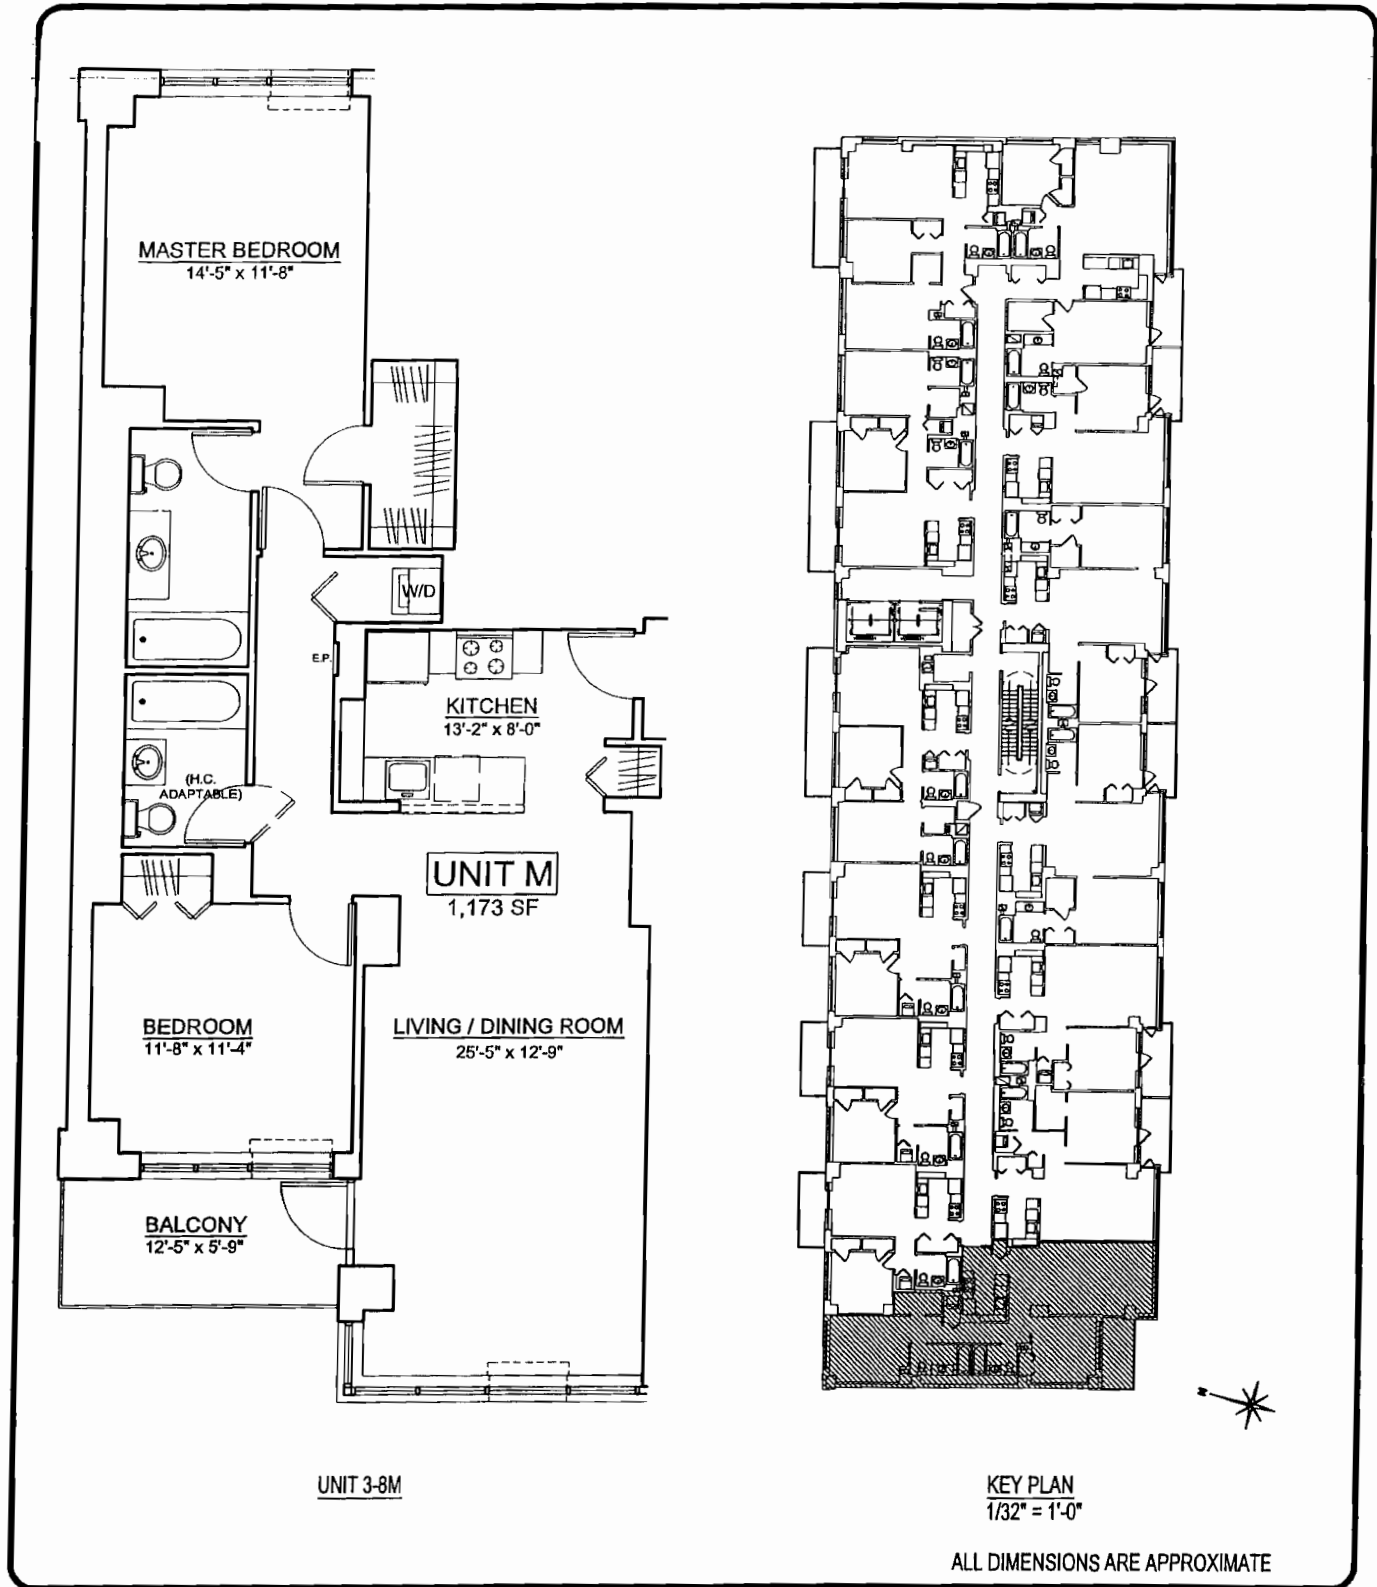 MASTER BEDROOM
14'-5" x 11'-8"
W/D
E.P.
KITCHEN
13'-2" x 8'-0"
(H.C.
ADAPTABLE)
UNIT M
1,173 SF
BEDROOM
11'-8" x 11'-4"
LIVING / DINING ROOM
25'-5" x 12'-9"
BALCONY
12'-5" x 5'-9"
N
UNIT 3-8M
KEY PLAN
1/32" = 1'-0"
ALL DIMENSIONS ARE APPROXIMATE